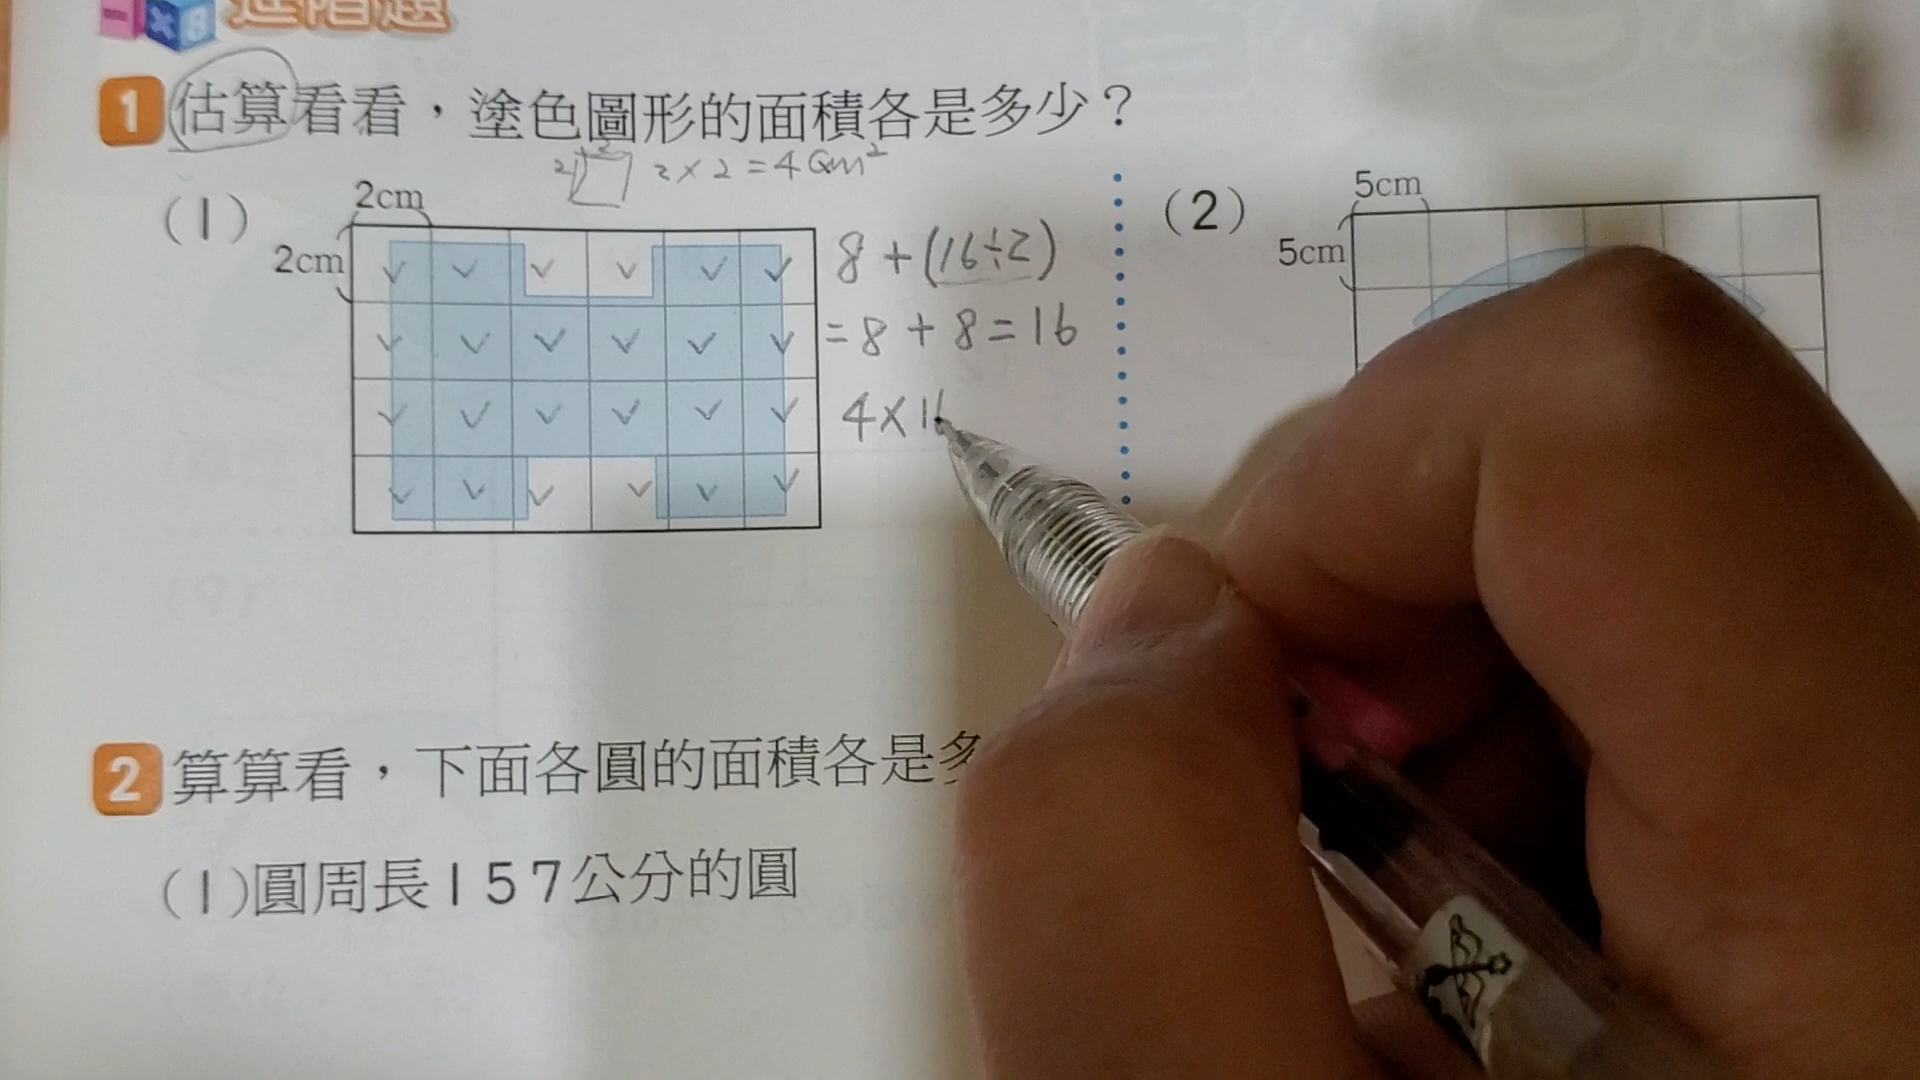 進階題
1 估算看看，塗色圖形的面積各是多少？
2 2 2×2=4cm²
(1) 2cm
2cm
8+(16÷2)
=8+8=16
4×16
(2) 5cm
5cm
2 算算看，下面各圓的面積各是多
(1)圓周長157公分的圓